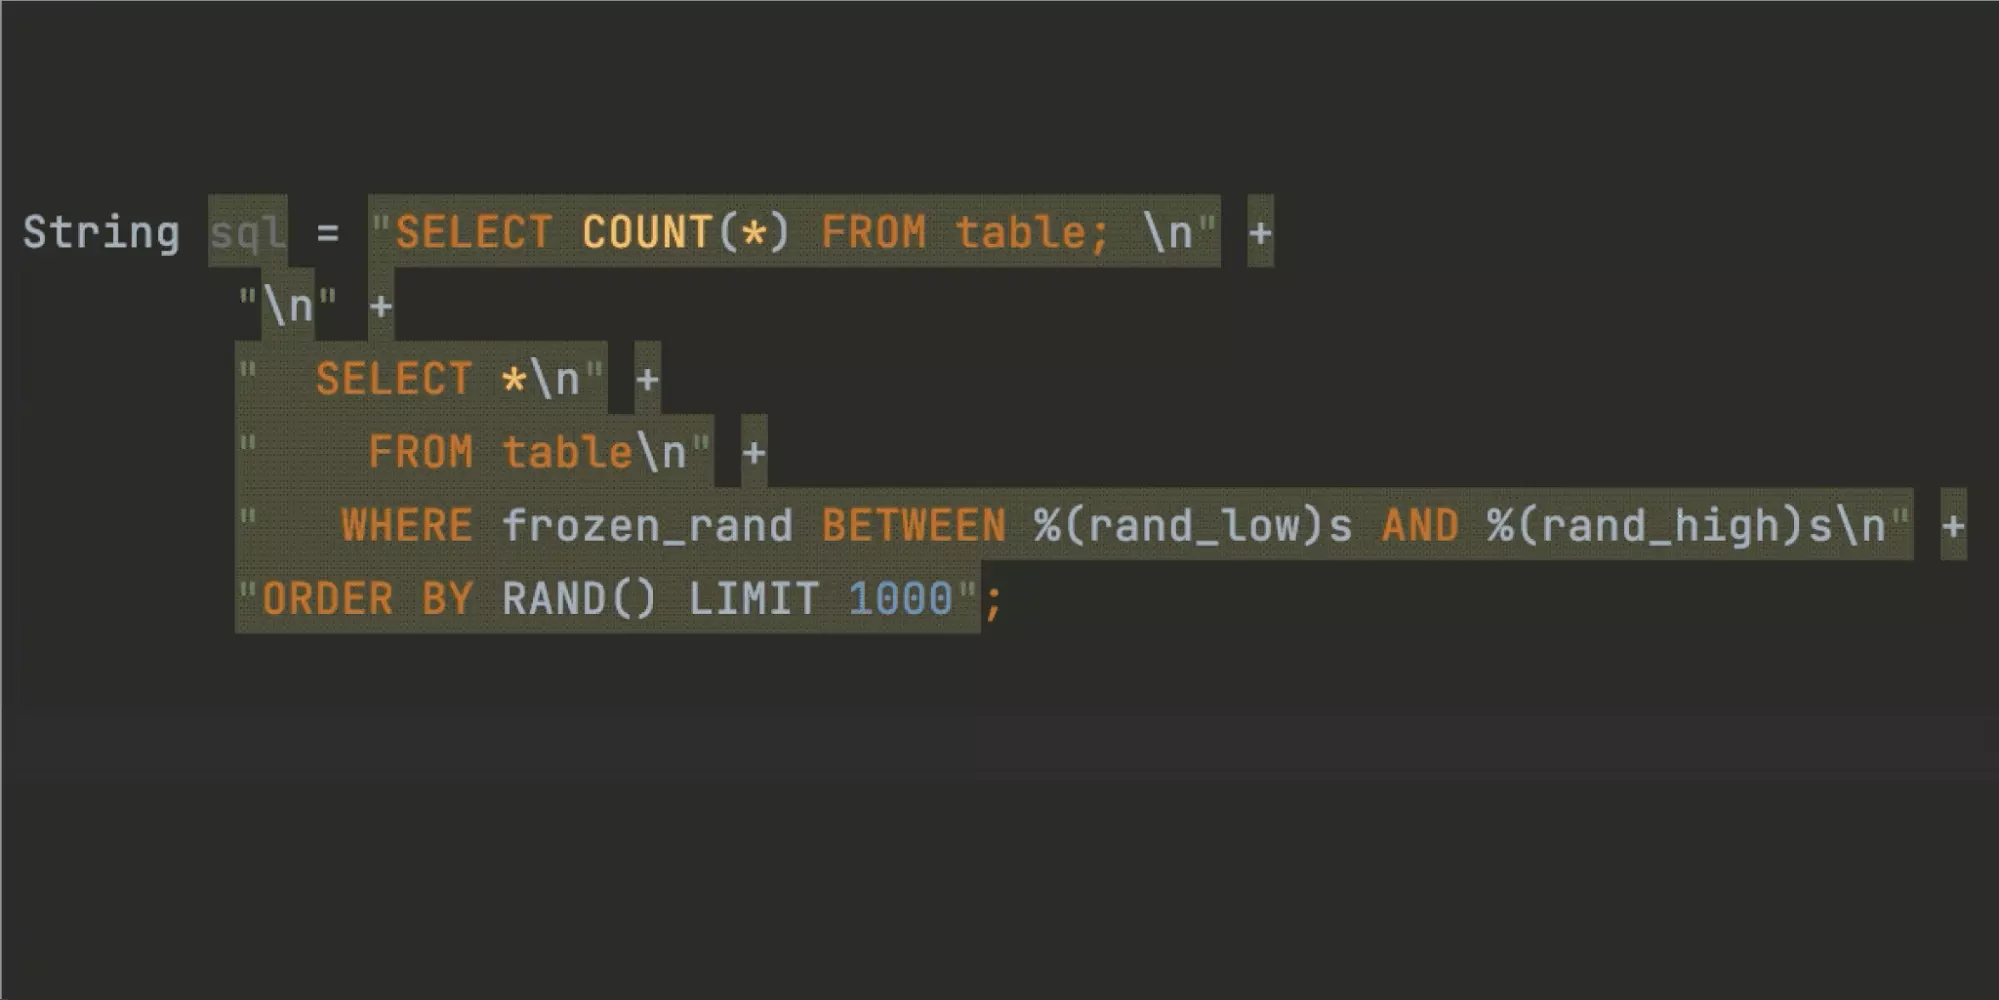 String sql = "SELECT COUNT(*) FROM table; \n" +
"\n" +
"  SELECT *\n" +
"    FROM table\n" +
"   WHERE frozen_rand BETWEEN %(rand_low)s AND %(rand_high)s\n" +
"ORDER BY RAND() LIMIT 1000";